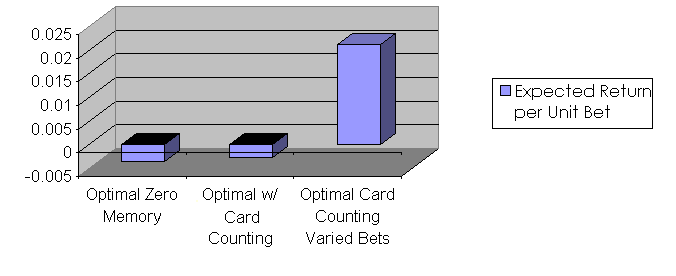 0.025
0.02
0.015
0.01
0.005
0
-0.005
Optimal Zero
Memory
Optimal w/
Card
Counting
Optimal Card
Counting
Varied Bets
Expected Return
per Unit Bet